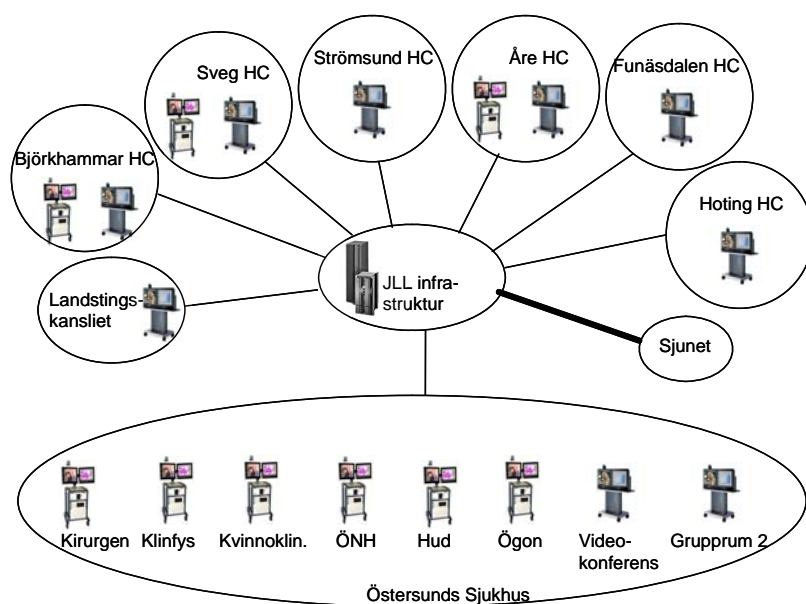 Strömsund HC
Åre HC
Sveg HC
Funäsdalen HC
Björkhammar HC
Hoting HC
JLL infra-
struktur
Landstings-
kansliet
Sjunet
Kirurgen
Klinfys
Kvinnoklin.
ÖNH
Hud
Ögon
Video-
konferens
Grupprum 2
Östersunds Sjukhus